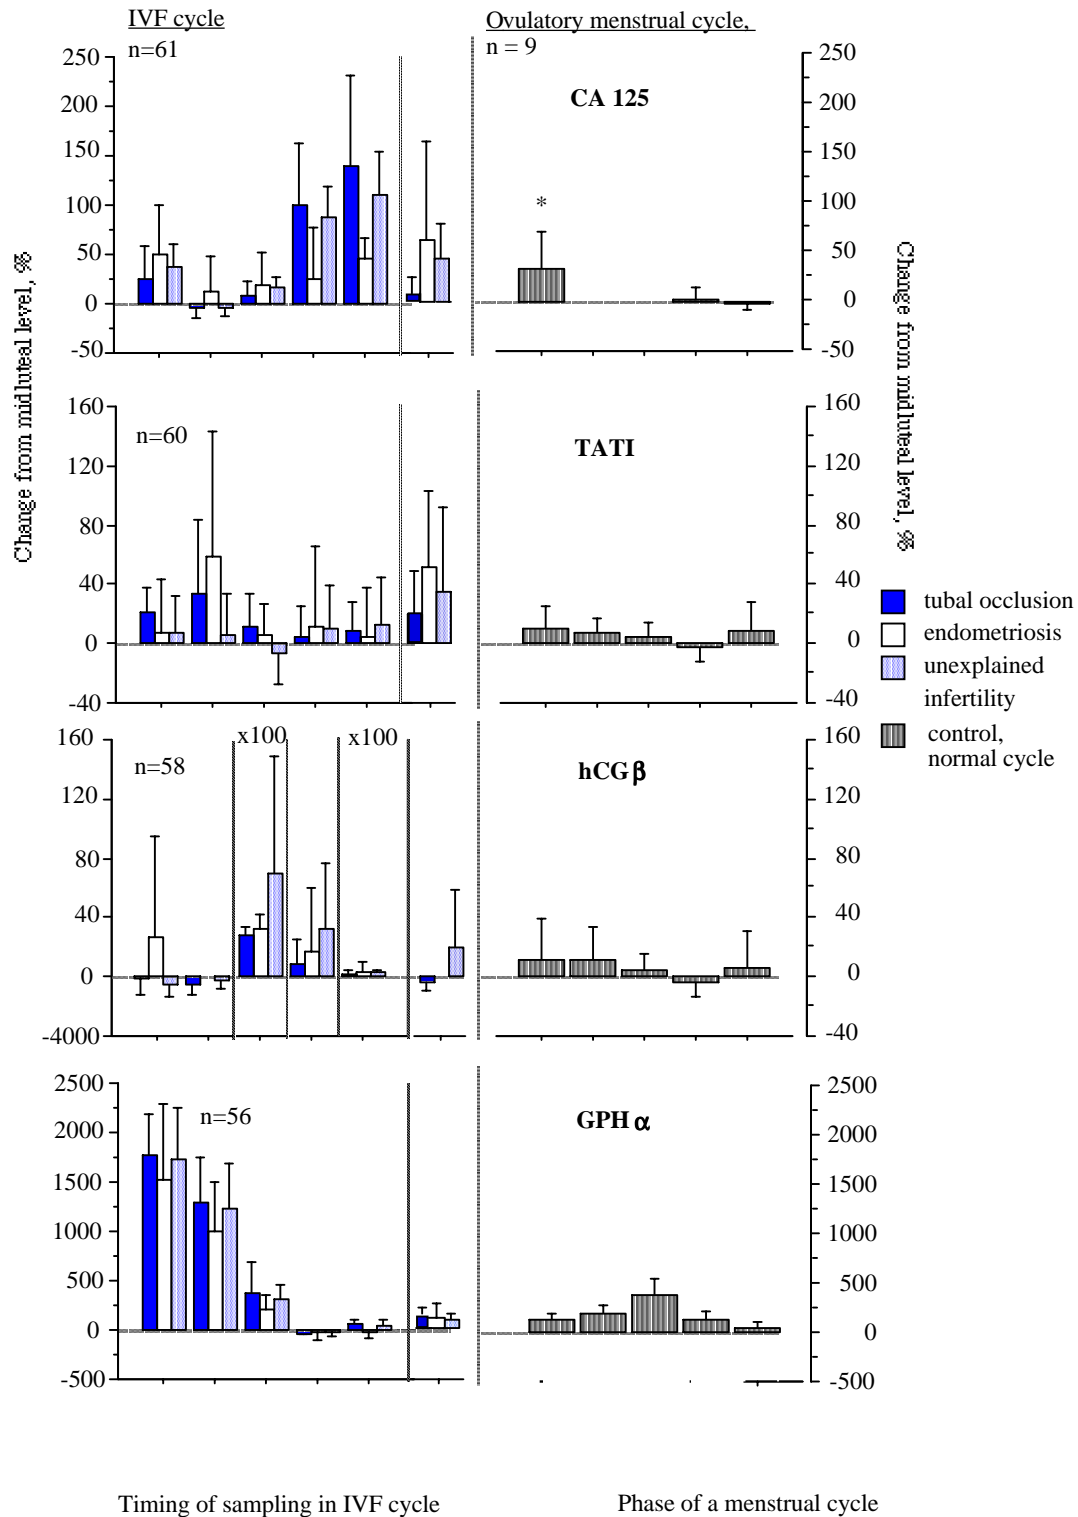 IVF cycle
n=61
Ovulatory menstrual cycle,
n = 9
250
200
150
100
50
0
-50
CA 125
*
250
200
150
100
50
0
-50
Change from midluteal level, %
Change from midluteal level, %
160
120
80
40
0
-40
n=60
TATI
160
120
80
40
0
-40
tubal occlusion
endometriosis
unexplained
infertility
control,
normal cycle
160
120
80
40
0
-4000
n=58
x100
x100
hCG β
160
120
80
40
0
-40
2500
2000
1500
1000
500
0
-500
n=56
GPH α
2500
2000
1500
1000
500
0
-500
Timing of sampling in IVF cycle
Phase of a menstrual cycle